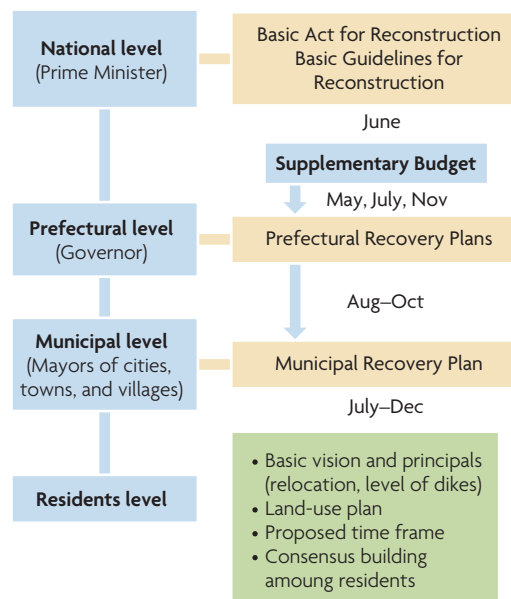 National level
(Prime Minister)
Basic Act for Reconstruction
Basic Guidelines for
Reconstruction
June
Supplementary Budget
May, July, Nov
Prefectural level
(Governor)
Prefectural Recovery Plans
Aug–Oct
Municipal level
(Mayors of cities,
towns, and villages)
Municipal Recovery Plan
July–Dec
Residents level
• Basic vision and principals
(relocation, level of dikes)
• Land-use plan
• Proposed time frame
• Consensus building
amoung residents